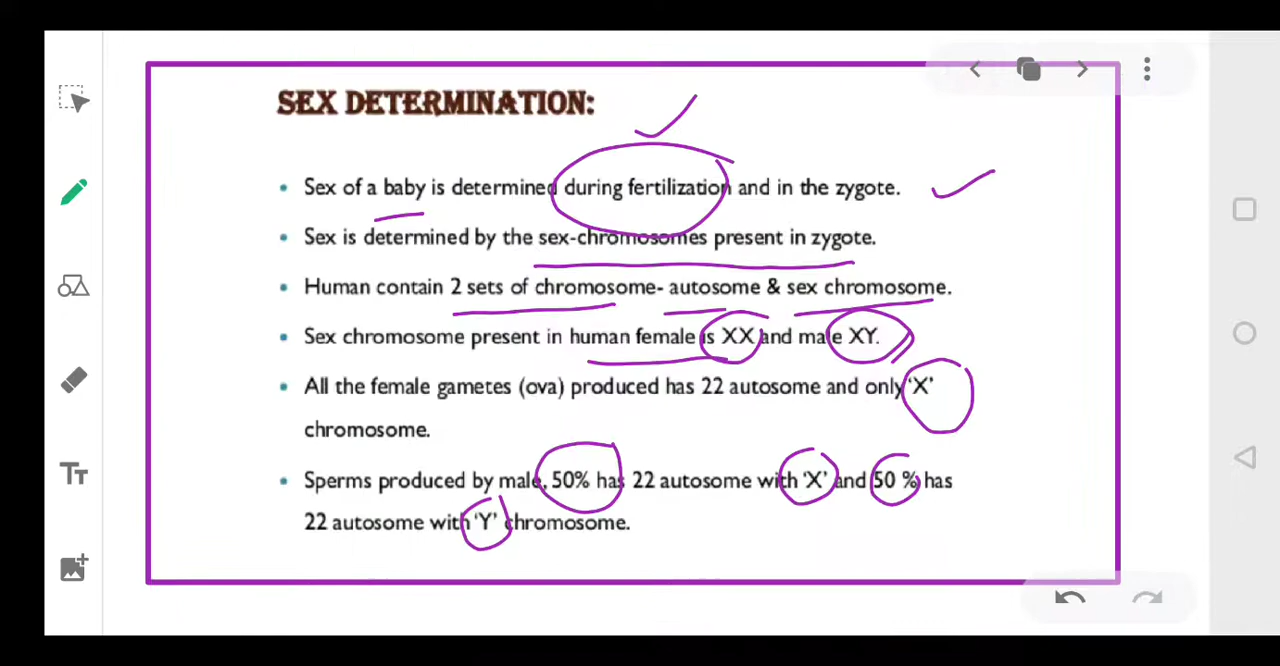 SEX DETERMINATION:
• Sex of a baby is determined during fertilization and in the zygote.
• Sex is determined by the sex-chromosomes present in zygote.
• Human contain 2 sets of chromosome- autosome & sex chromosome.
• Sex chromosome present in human female is XX and male XY.
• All the female gametes (ova) produced has 22 autosome and only 'X'
chromosome.
• Sperms produced by male, 50% has 22 autosome with 'X' and 50 % has
22 autosome with 'Y' chromosome.
TT